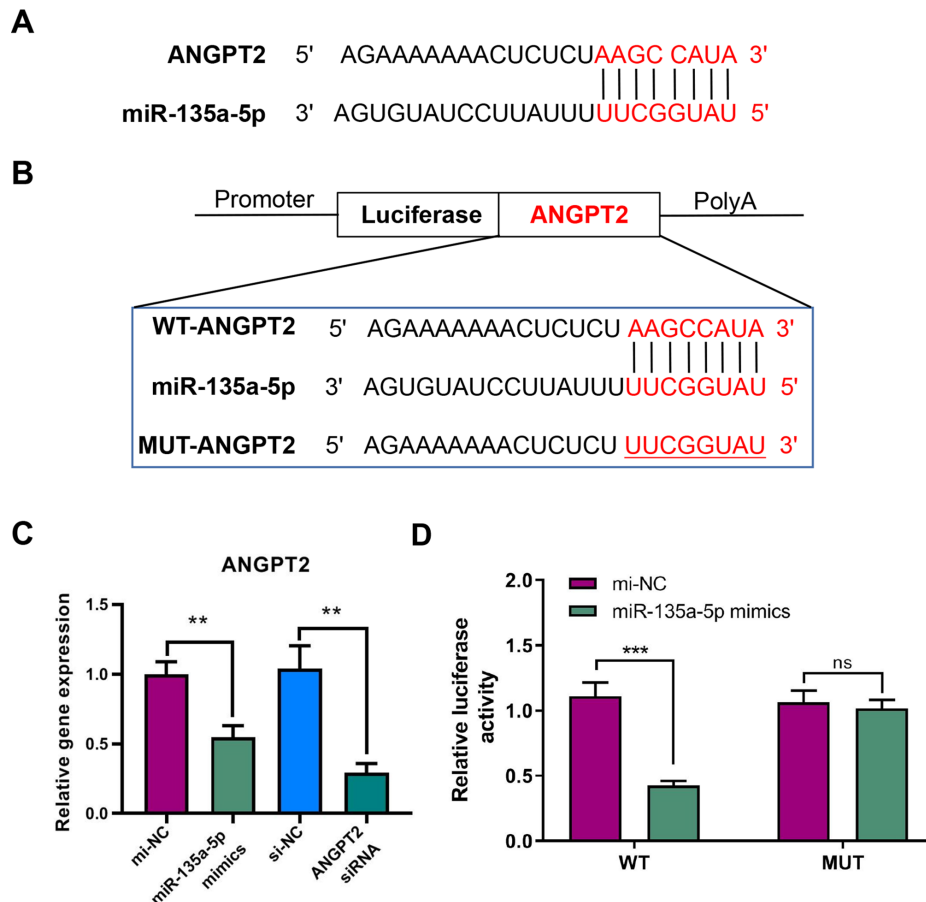 A
ANGPT2 5' AGAAAAAAACUCUCUAAGC CAUA 3'
miR-135a-5p 3' AGUGUAUCCUUAUUUUUCGGUAU 5'
B
Promoter Luciferase ANGPT2 PolyA
WT-ANGPT2 5' AGAAAAAAACUCUCU AAGCCAUA 3'
miR-135a-5p 3' AGUGUAUCCUUAUUUUUCGGUAU 5'
MUT-ANGPT2 5' AGAAAAAAACUCUCU UUCGGUAU 3'
C
ANGPT2
Relative gene expression
1.5
1.0
0.5
0.0
** **
mi-NC
miR-135a-5p
mimics
si-NC
ANGPT2
siRNA
D
mi-NC
miR-135a-5p mimics
Relative luciferase
activity
2.0
1.5
1.0
0.5
0.0
*** ns
WT MUT